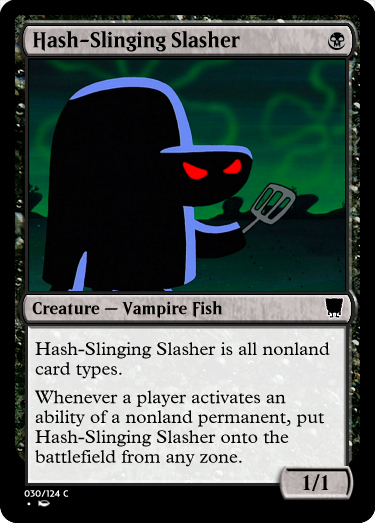 Hash-Slinging Slasher
Creature — Vampire Fish
Hash-Slinging Slasher is all nonland
card types.
Whenever a player activates an
ability of a nonland permanent, put
Hash-Slinging Slasher onto the
battlefield from any zone.
1/1
030/124 C